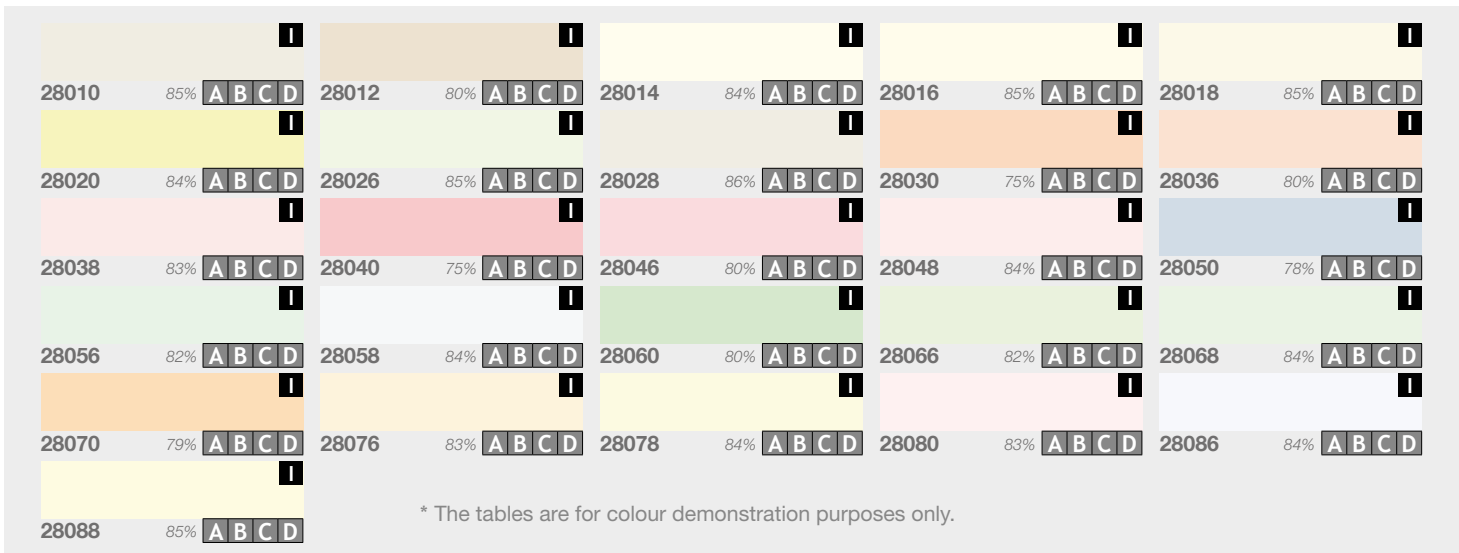 I I I I I
28010 85% A B C D 28012 80% A B C D 28014 84% A B C D 28016 85% A B C D 28018 85% A B C D
I I I I I
28020 84% A B C D 28026 85% A B C D 28028 86% A B C D 28030 75% A B C D 28036 80% A B C D
I I I I I
28038 83% A B C D 28040 75% A B C D 28046 80% A B C D 28048 84% A B C D 28050 78% A B C D
I I I I I
28056 82% A B C D 28058 84% A B C D 28060 80% A B C D 28066 82% A B C D 28068 84% A B C D
I I I I I
28070 79% A B C D 28076 83% A B C D 28078 84% A B C D 28080 83% A B C D 28086 84% A B C D
I
* The tables are for colour demonstration purposes only.
28088 85% A B C D